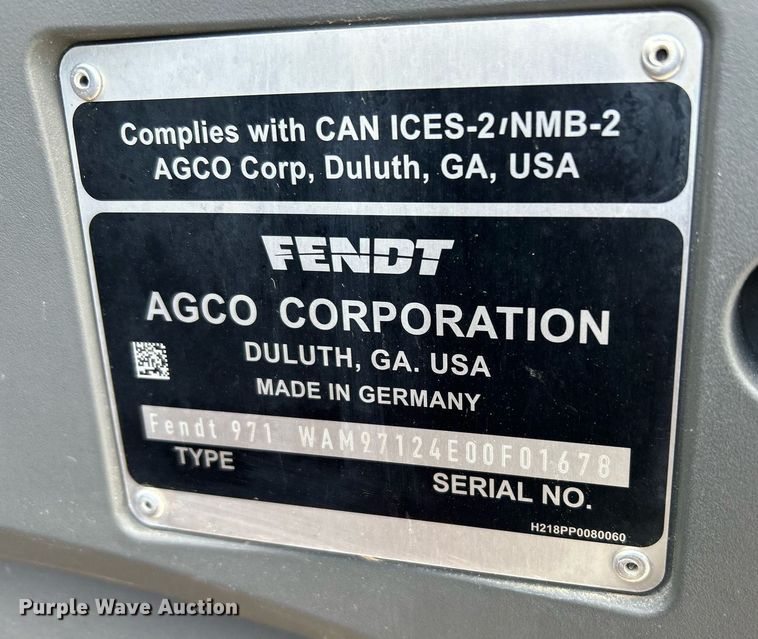 Complies with CAN ICES-2/NMB-2
AGCO Corp, Duluth, GA, USA
FENDT
AGCO CORPORATION
DULUTH, GA. USA
MADE IN GERMANY
Fendt 971 WAM97124E00F01678
TYPE
SERIAL NO.
H218PP0080060
Purple Wave Auction